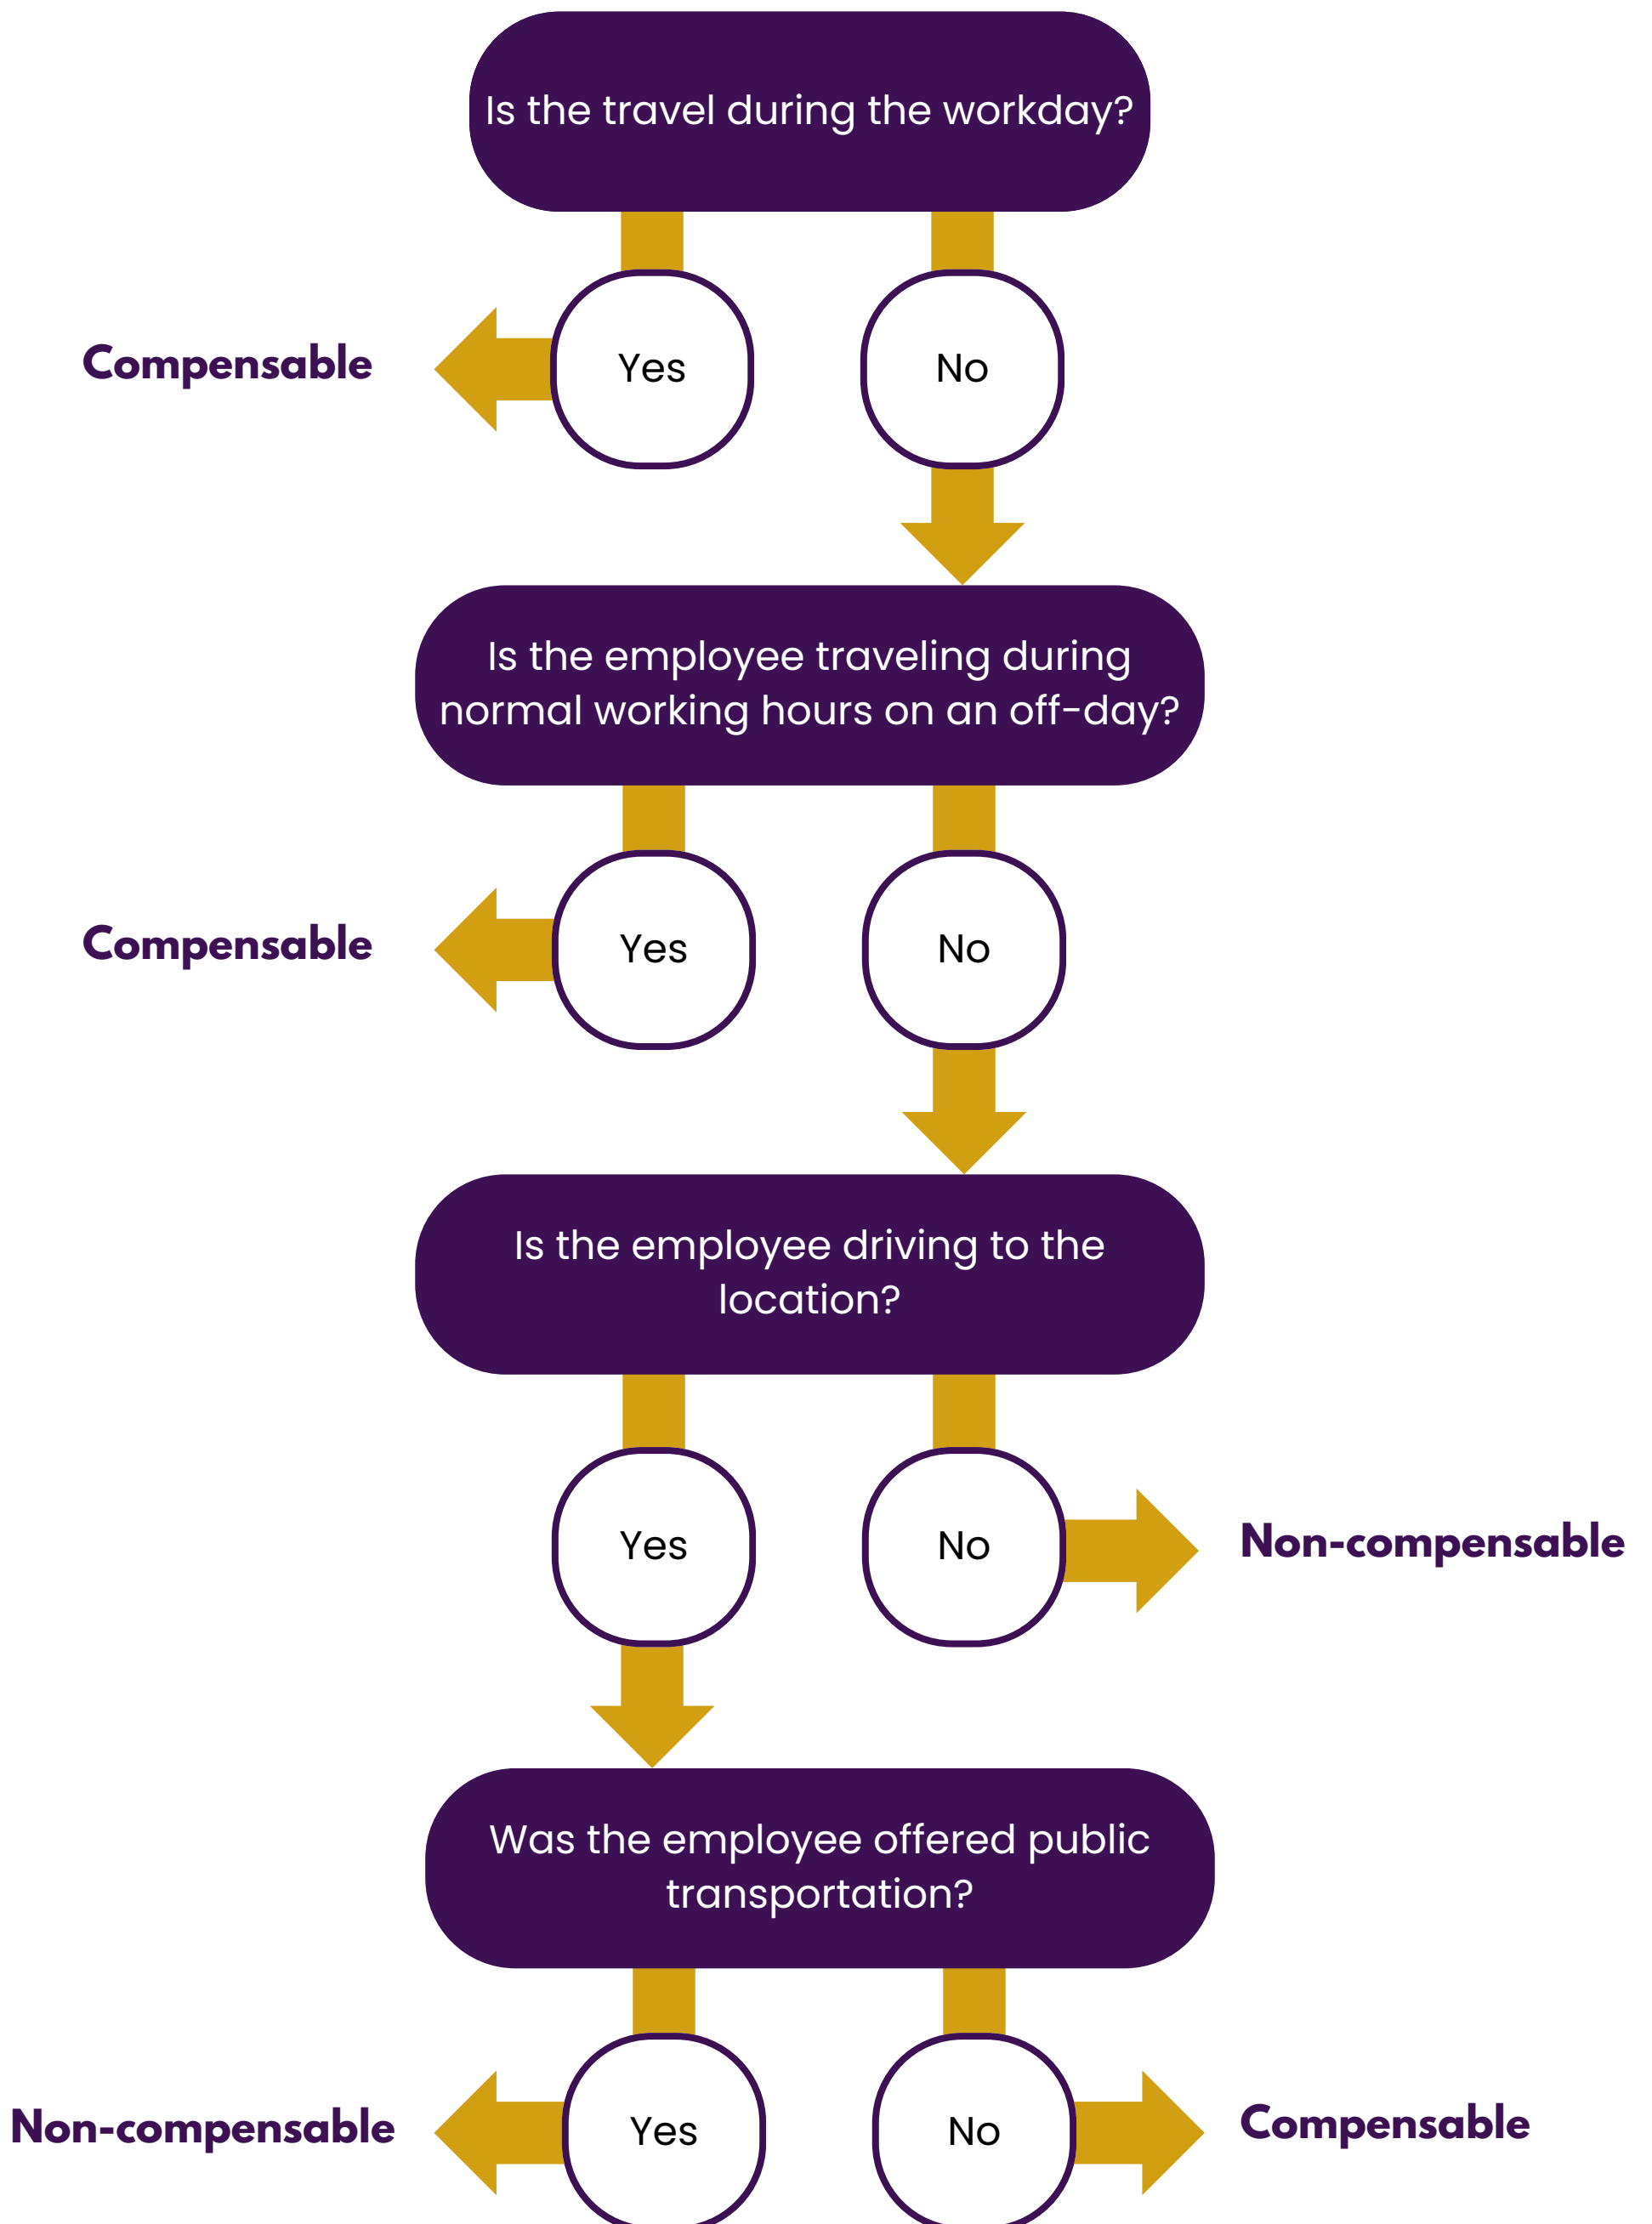 Is the travel during the workday?
Compensable
Yes
No
Is the employee traveling during
normal working hours on an off-day?
Compensable
Yes
No
Is the employee driving to the
location?
Yes
No
Non-compensable
Was the employee offered public
transportation?
Non-compensable
Yes
No
Compensable